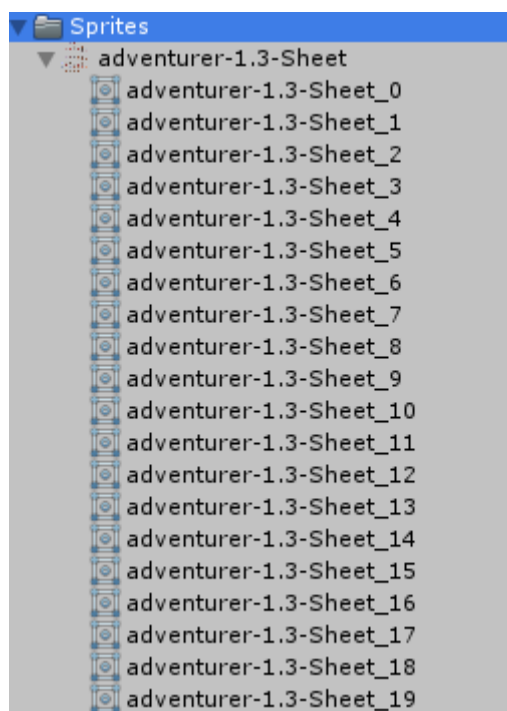 Sprites
adventurer-1.3-Sheet
adventurer-1.3-Sheet_0
adventurer-1.3-Sheet_1
adventurer-1.3-Sheet_2
adventurer-1.3-Sheet_3
adventurer-1.3-Sheet_4
adventurer-1.3-Sheet_5
adventurer-1.3-Sheet_6
adventurer-1.3-Sheet_7
adventurer-1.3-Sheet_8
adventurer-1.3-Sheet_9
adventurer-1.3-Sheet_10
adventurer-1.3-Sheet_11
adventurer-1.3-Sheet_12
adventurer-1.3-Sheet_13
adventurer-1.3-Sheet_14
adventurer-1.3-Sheet_15
adventurer-1.3-Sheet_16
adventurer-1.3-Sheet_17
adventurer-1.3-Sheet_18
adventurer-1.3-Sheet_19